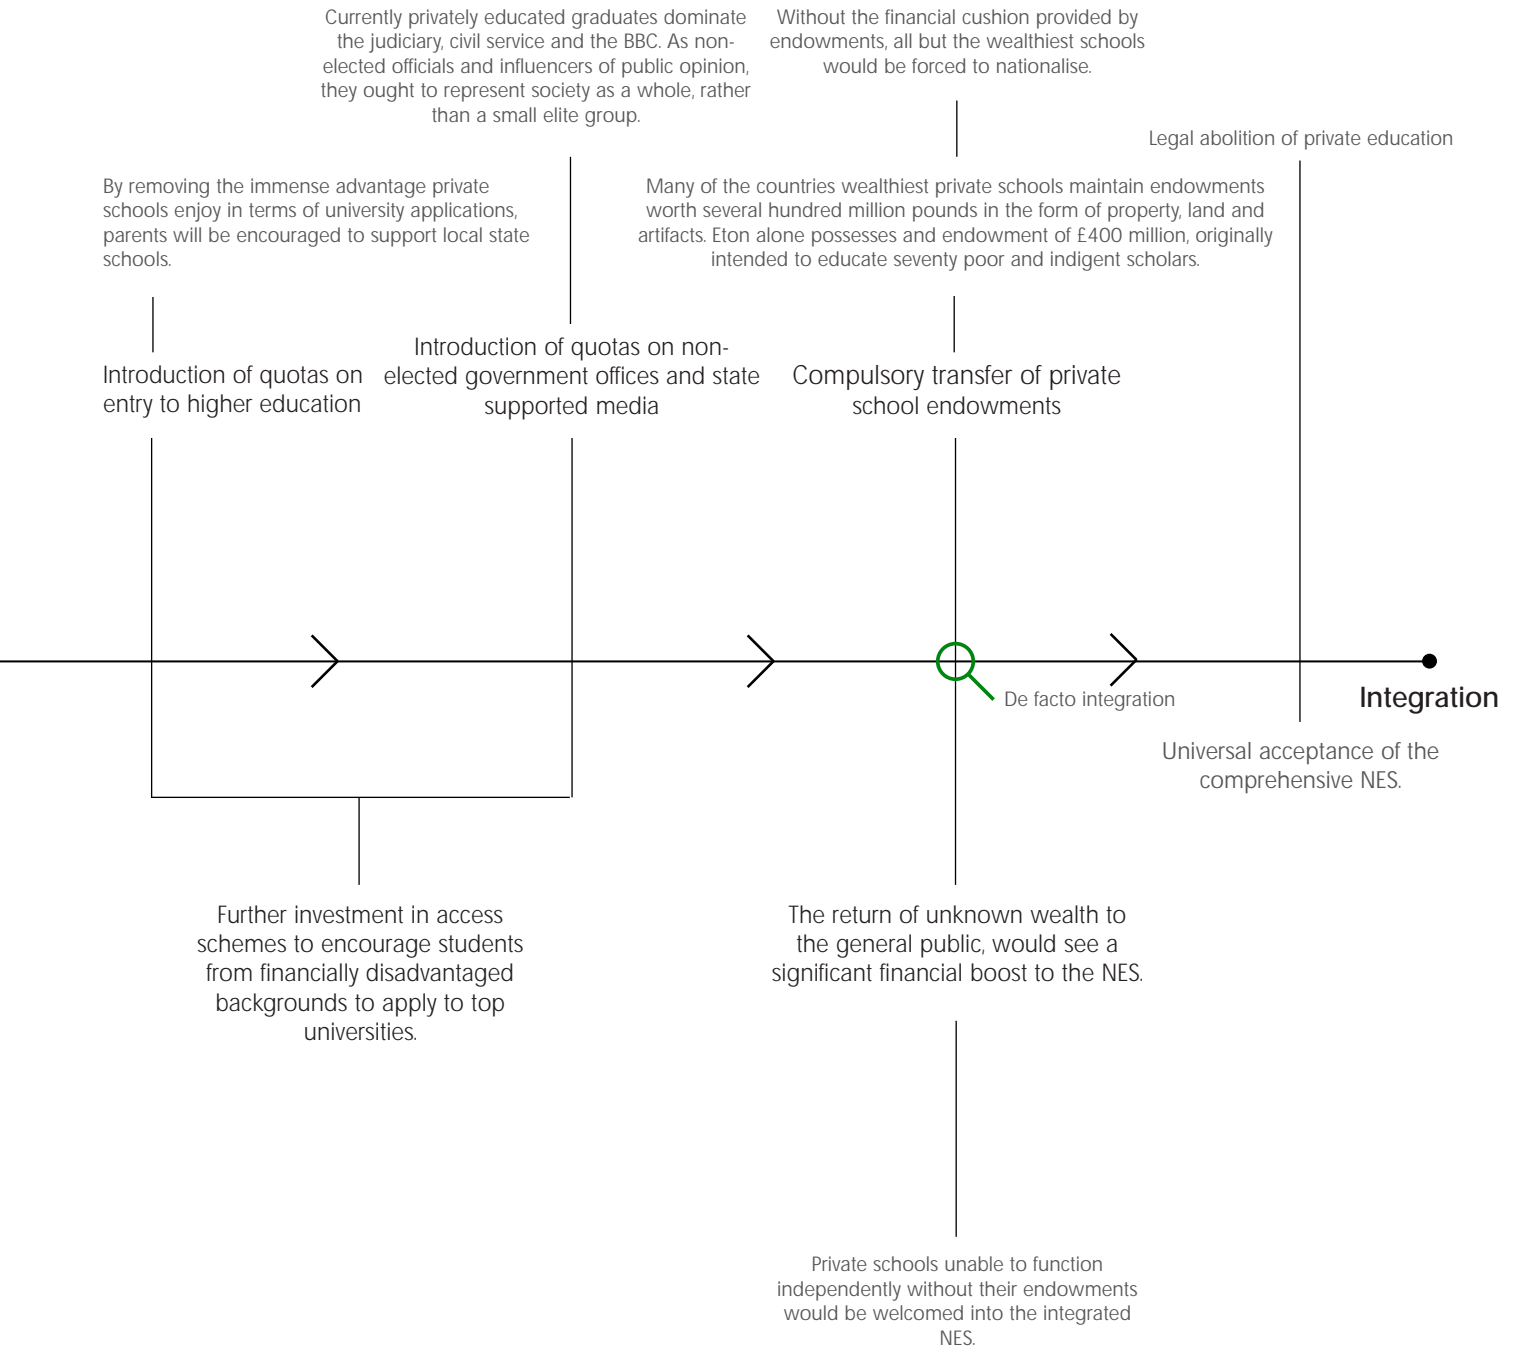 Currently privately educated graduates dominate
the judiciary, civil service and the BBC. As non-
elected officials and influencers of public opinion,
they ought to represent society as a whole, rather
than a small elite group.
Without the financial cushion provided by
endowments, all but the wealthiest schools
would be forced to nationalise.
Legal abolition of private education
By removing the immense advantage private
schools enjoy in terms of university applications,
parents will be encouraged to support local state
schools.
Many of the countries wealthiest private schools maintain endowments
worth several hundred million pounds in the form of property, land and
artifacts. Eton alone possesses and endowment of £400 million, originally
intended to educate seventy poor and indigent scholars.
Introduction of quotas on
entry to higher education
Introduction of quotas on non-
elected government offices and state
supported media
Compulsory transfer of private
school endowments
De facto integration
Integration
Universal acceptance of the
comprehensive NES.
Further investment in access
schemes to encourage students
from financially disadvantaged
backgrounds to apply to top
universities.
The return of unknown wealth to
the general public, would see a
significant financial boost to the NES.
Private schools unable to function
independently without their endowments
would be welcomed into the integrated
NES.